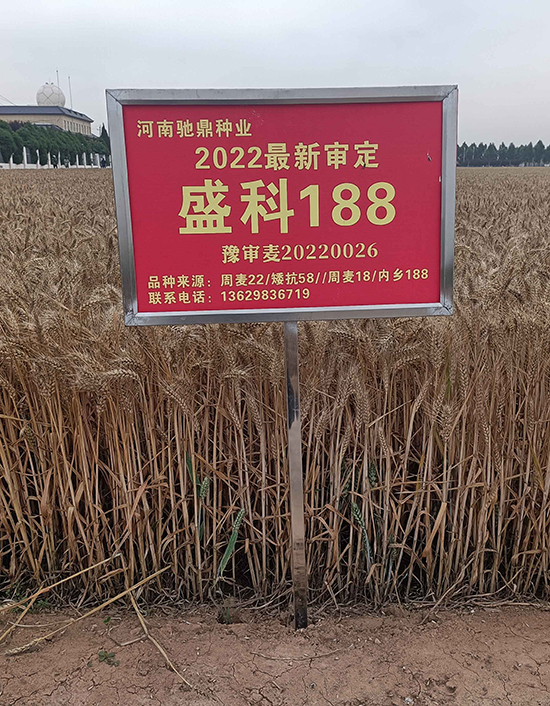 河南驰鼎种业
2022最新审定
盛科188
豫审麦20220026
品种来源：周麦22/矮抗58//周麦18/内乡188
联系电话：13629836719